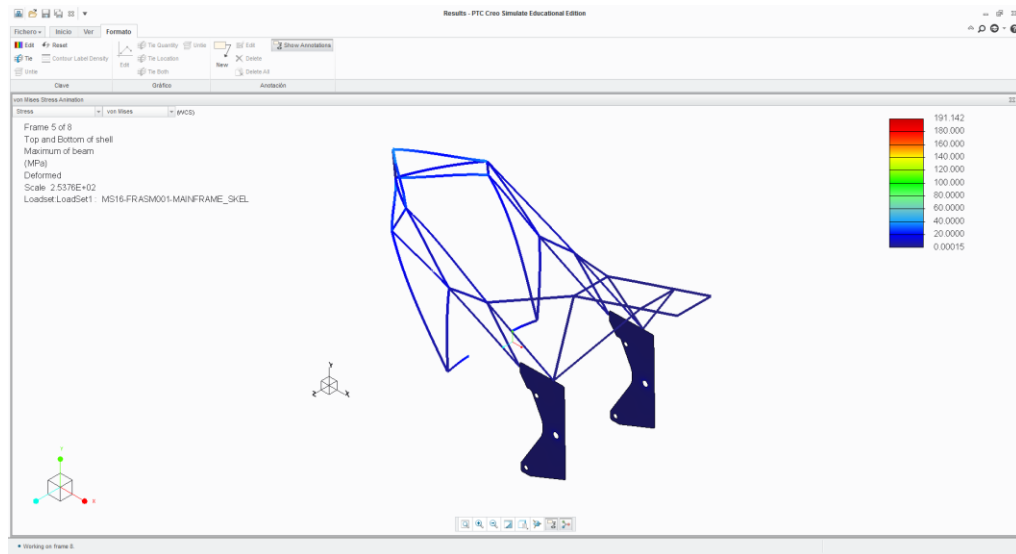 Results - PTC Creo Simulate Educational Edition
Fichero Inicio Ver Formato
Edit Reset
Tie Contour Label Density
Untie
Clave
Edit
Tie Quantity Untie
Tie Location
Tie Both
Gráfico
New
Edit
Delete
Delete All
Show Annotations
Anotación
von Mises Stress Animation
Stress von Mises (WCS)
Frame 5 of 8
Top and Bottom of shell
Maximum of beam
(MPa)
Deformed
Scale 2.5376E+02
Loadset:LoadSet1 : MS16-FRASM001-MAINFRAME_SKEL
191.142
180.000
160.000
140.000
120.000
100.000
80.0000
60.0000
40.0000
20.0000
0.00015
Y
X
Y
X
Working on frame 8.